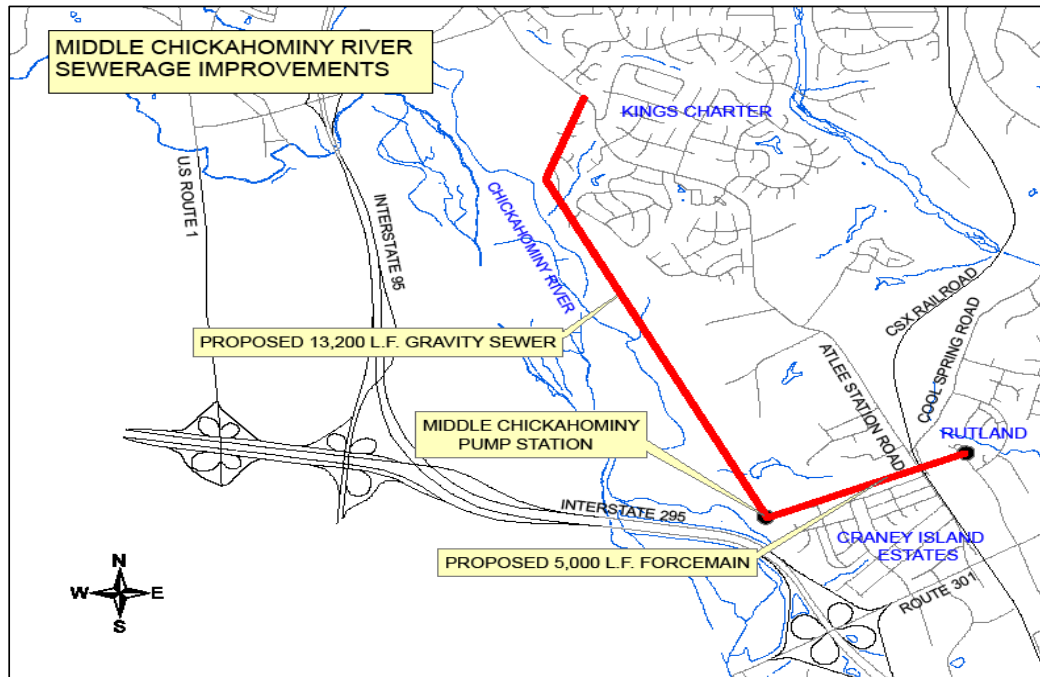 MIDDLE CHICKAHOMINY RIVER
SEWERAGE IMPROVEMENTS
KINGS CHARTER
U.S ROUTE 1
INTERSTATE 95
CHICKAHOMINY RIVER
CSX RAILROAD
PROPOSED 13,200 L.F. GRAVITY SEWER
COOL SPRING ROAD
ATLEE STATION ROAD
MIDDLE CHICKAHOMINY
PUMP STATION
RUTLAND
INTERSTATE 295
CRANEY ISLAND
ESTATES
PROPOSED 5,000 L.F. FORCEMAIN
ROUTE 301
N
W E
S